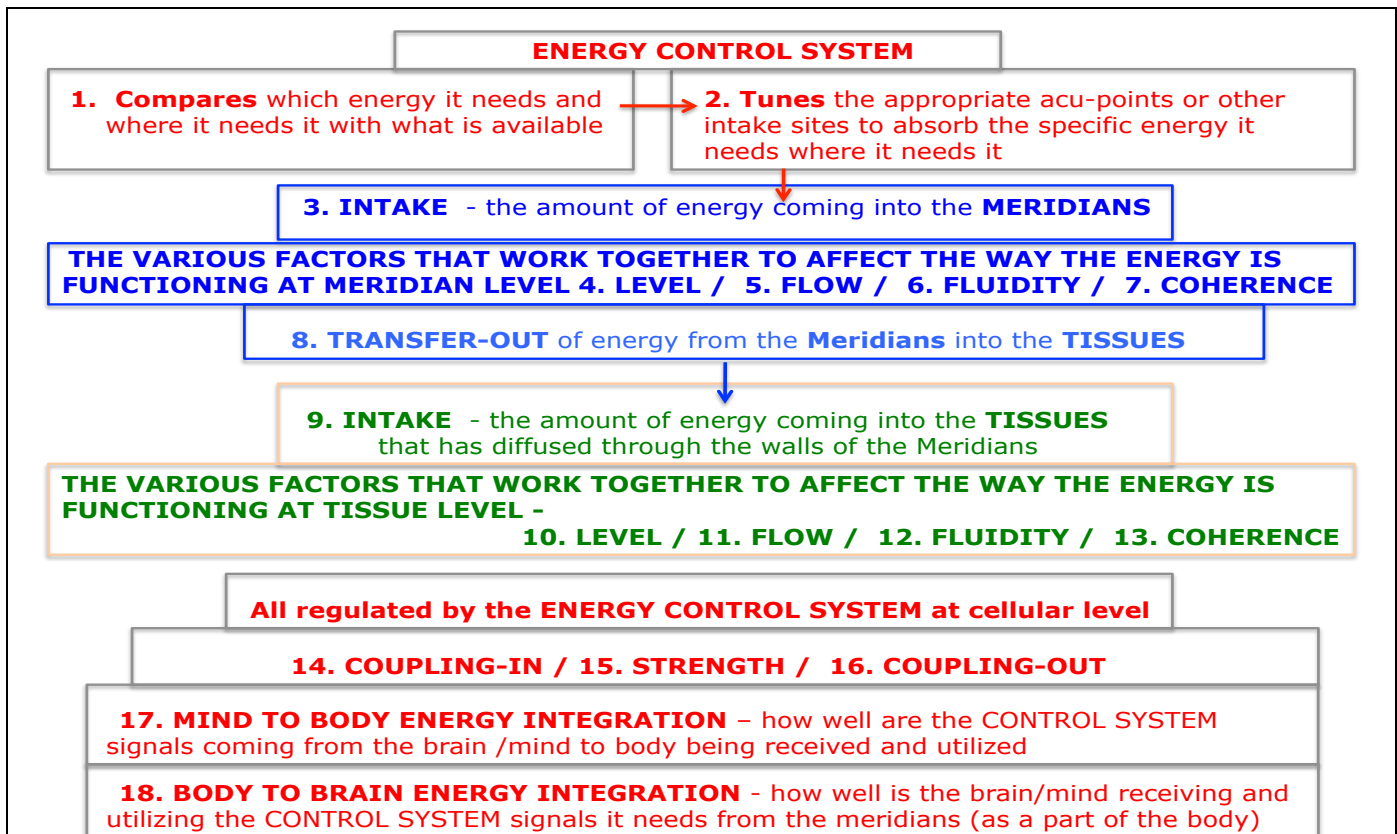 ENERGY CONTROL SYSTEM
1. Compares which energy it needs and
where it needs it with what is available
2. Tunes the appropriate acu-points or other
intake sites to absorb the specific energy it
needs where it needs it
3. INTAKE - the amount of energy coming into the MERIDIANS
THE VARIOUS FACTORS THAT WORK TOGETHER TO AFFECT THE WAY THE ENERGY IS
FUNCTIONING AT MERIDIAN LEVEL 4. LEVEL / 5. FLOW / 6. FLUIDITY / 7. COHERENCE
8. TRANSFER-OUT of energy from the Meridians into the TISSUES
9. INTAKE - the amount of energy coming into the TISSUES
that has diffused through the walls of the Meridians
THE VARIOUS FACTORS THAT WORK TOGETHER TO AFFECT THE WAY THE ENERGY IS
FUNCTIONING AT TISSUE LEVEL -
10. LEVEL / 11. FLOW / 12. FLUIDITY / 13. COHERENCE
All regulated by the ENERGY CONTROL SYSTEM at cellular level
14. COUPLING-IN / 15. STRENGTH / 16. COUPLING-OUT
17. MIND TO BODY ENERGY INTEGRATION – how well are the CONTROL SYSTEM
signals coming from the brain /mind to body being received and utilized
18. BODY TO BRAIN ENERGY INTEGRATION - how well is the brain/mind receiving and
utilizing the CONTROL SYSTEM signals it needs from the meridians (as a part of the body)